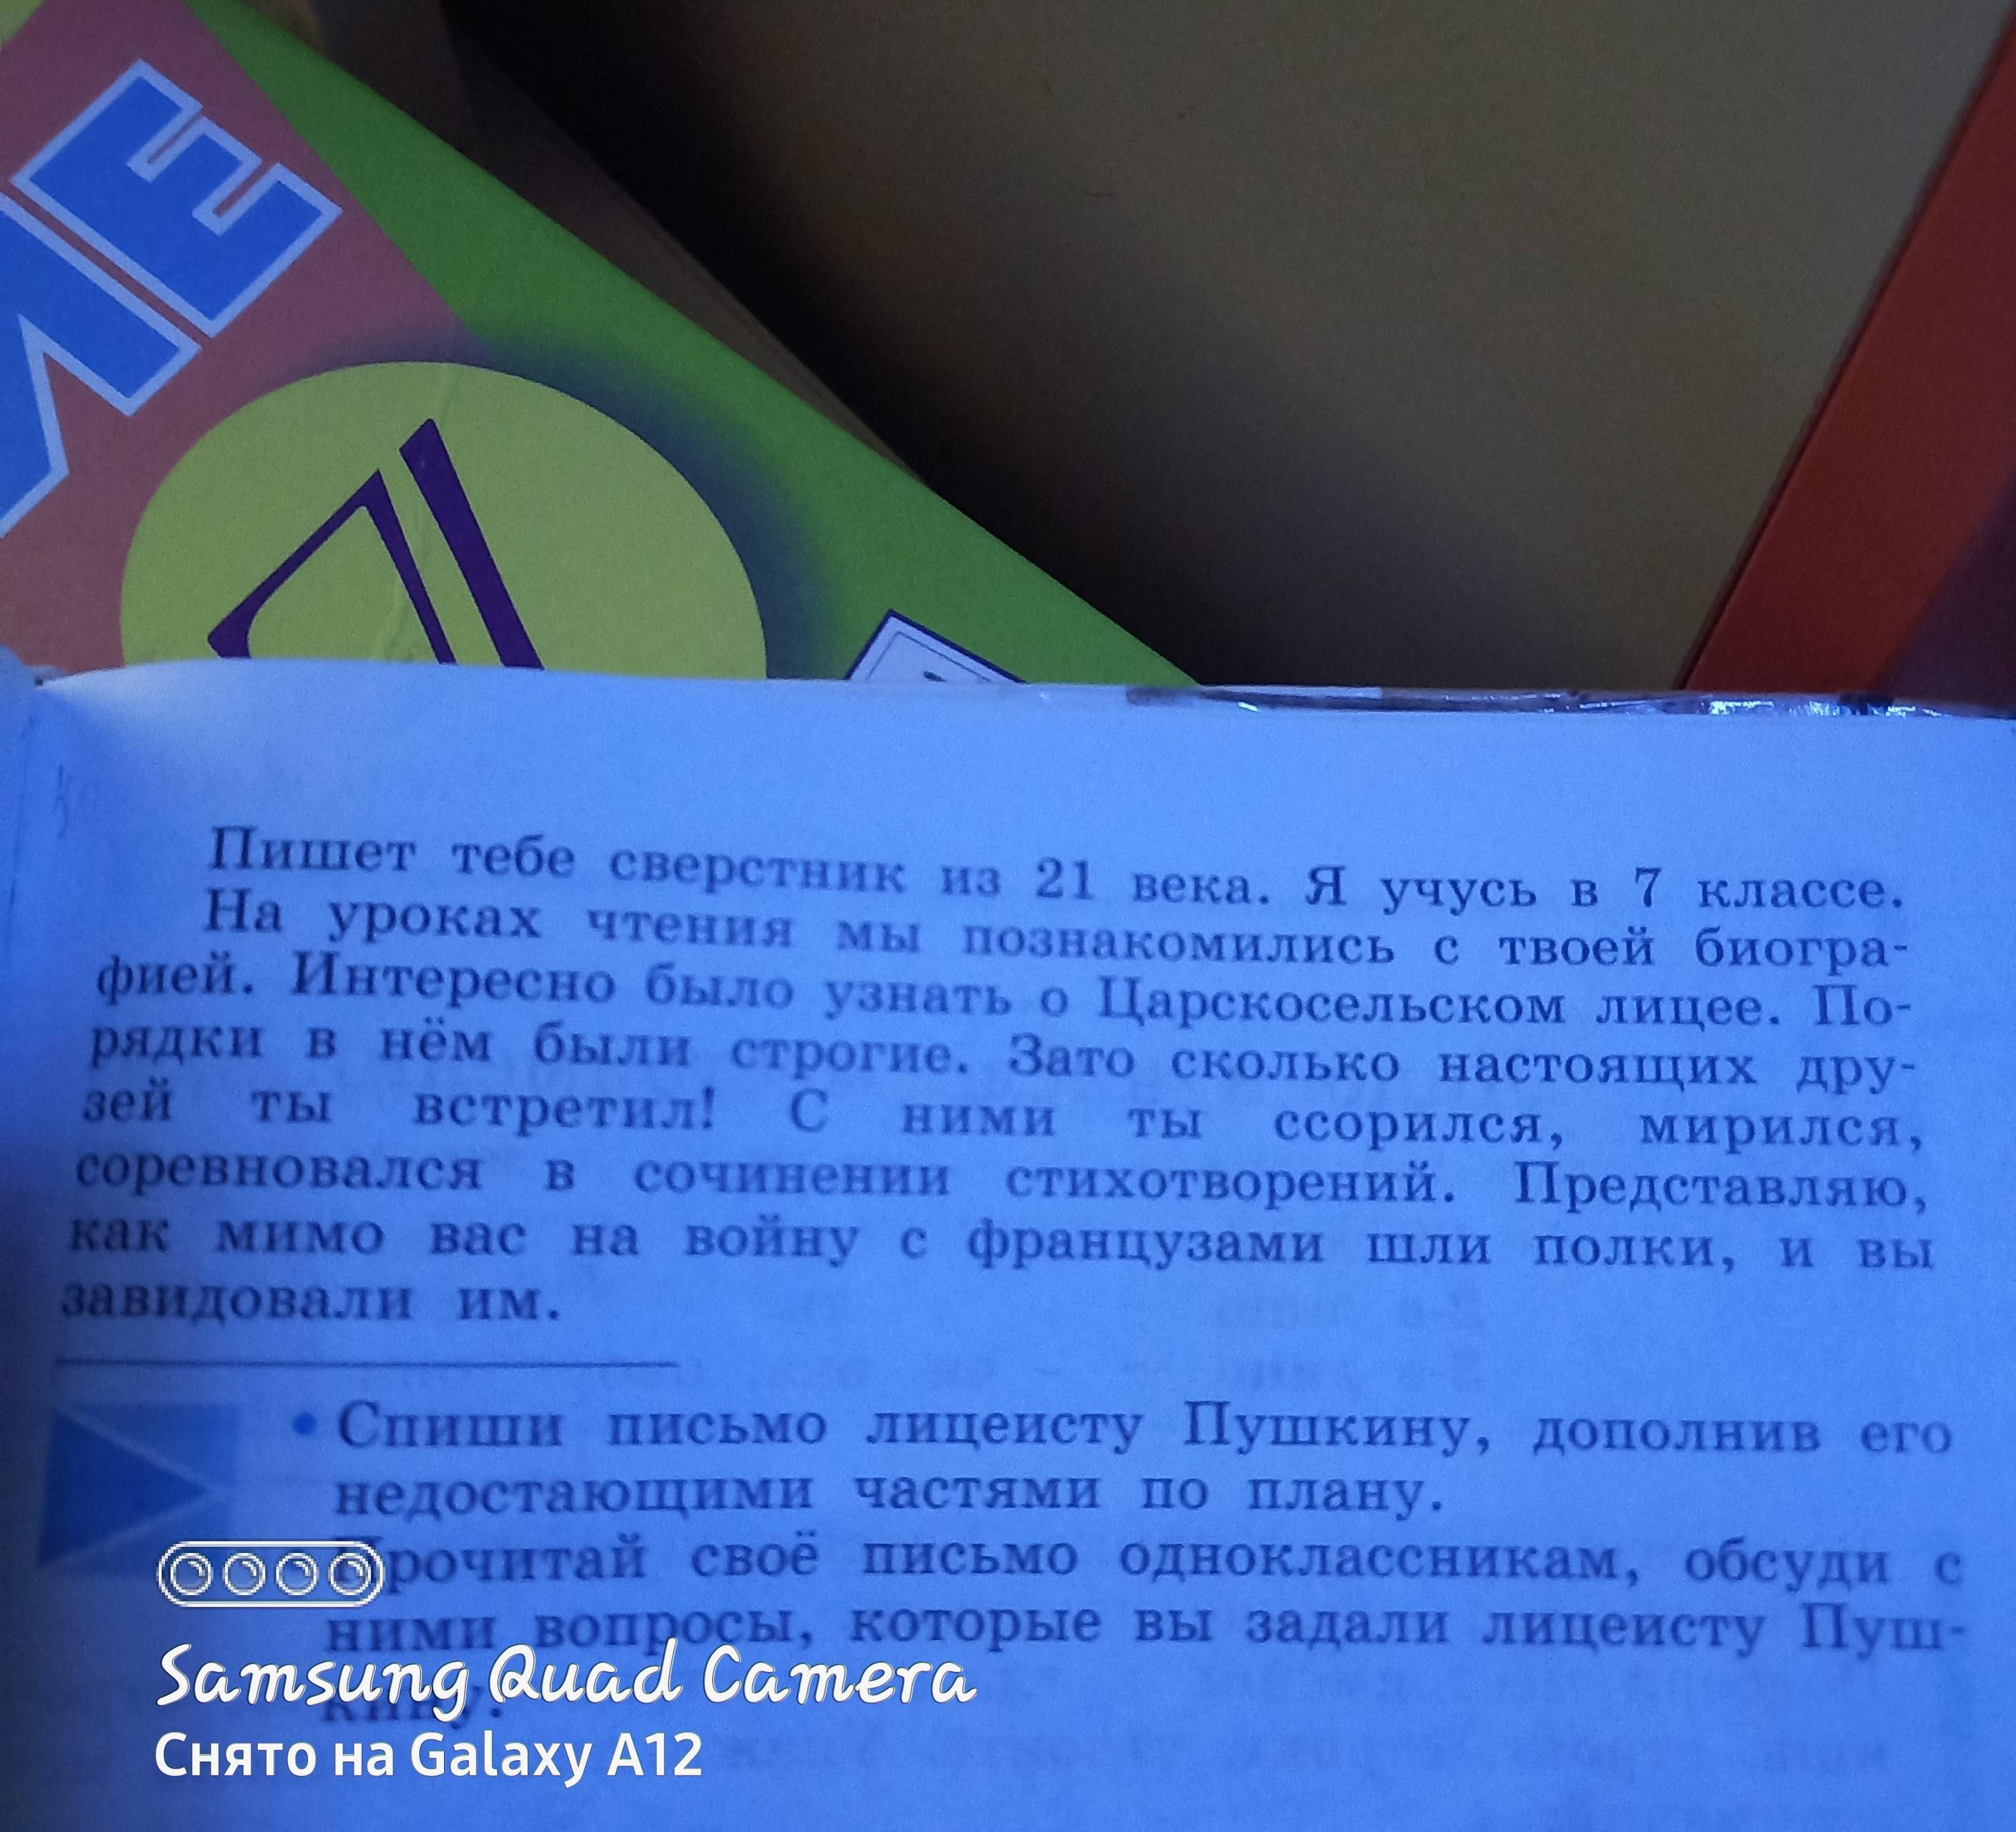 Пишет тебе сверстник из 21 века. Я учусь в 7 классе.
На уроках чтения мы познакомились с твоей биогра-
фией. Интересно было узнать о Царскосельском лицее. По-
рядки в нём были строгие. Зато сколько настоящих дру-
зей ты встретил! С ними ты ссорился, мирился,
соревновался в сочинении стихотворений. Представляю,
как мимо вас на войну с французами шли полки, и вы
завидовали им.
• Спиши письмо лицеисту Пушкину, дополнив его
недостающими частями по плану.
Прочитай своё письмо одноклассникам, обсуди с
ними вопросы, которые вы задали лицеисту Пуш-
кину.
Samsung Quad Camera
Снято на Galaxy A12